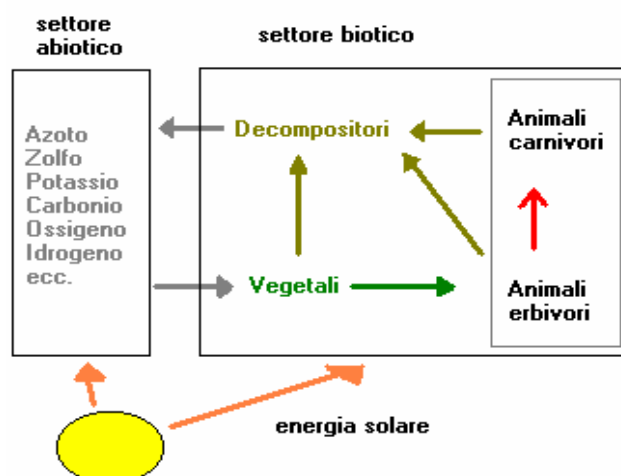 settore
abiotico
settore biotico
Azoto
Zolfo
Potassio
Carbonio
Ossigeno
Idrogeno
ecc.
Decompositori
Animali
carnivori
Vegetali
Animali
erbivori
energia solare